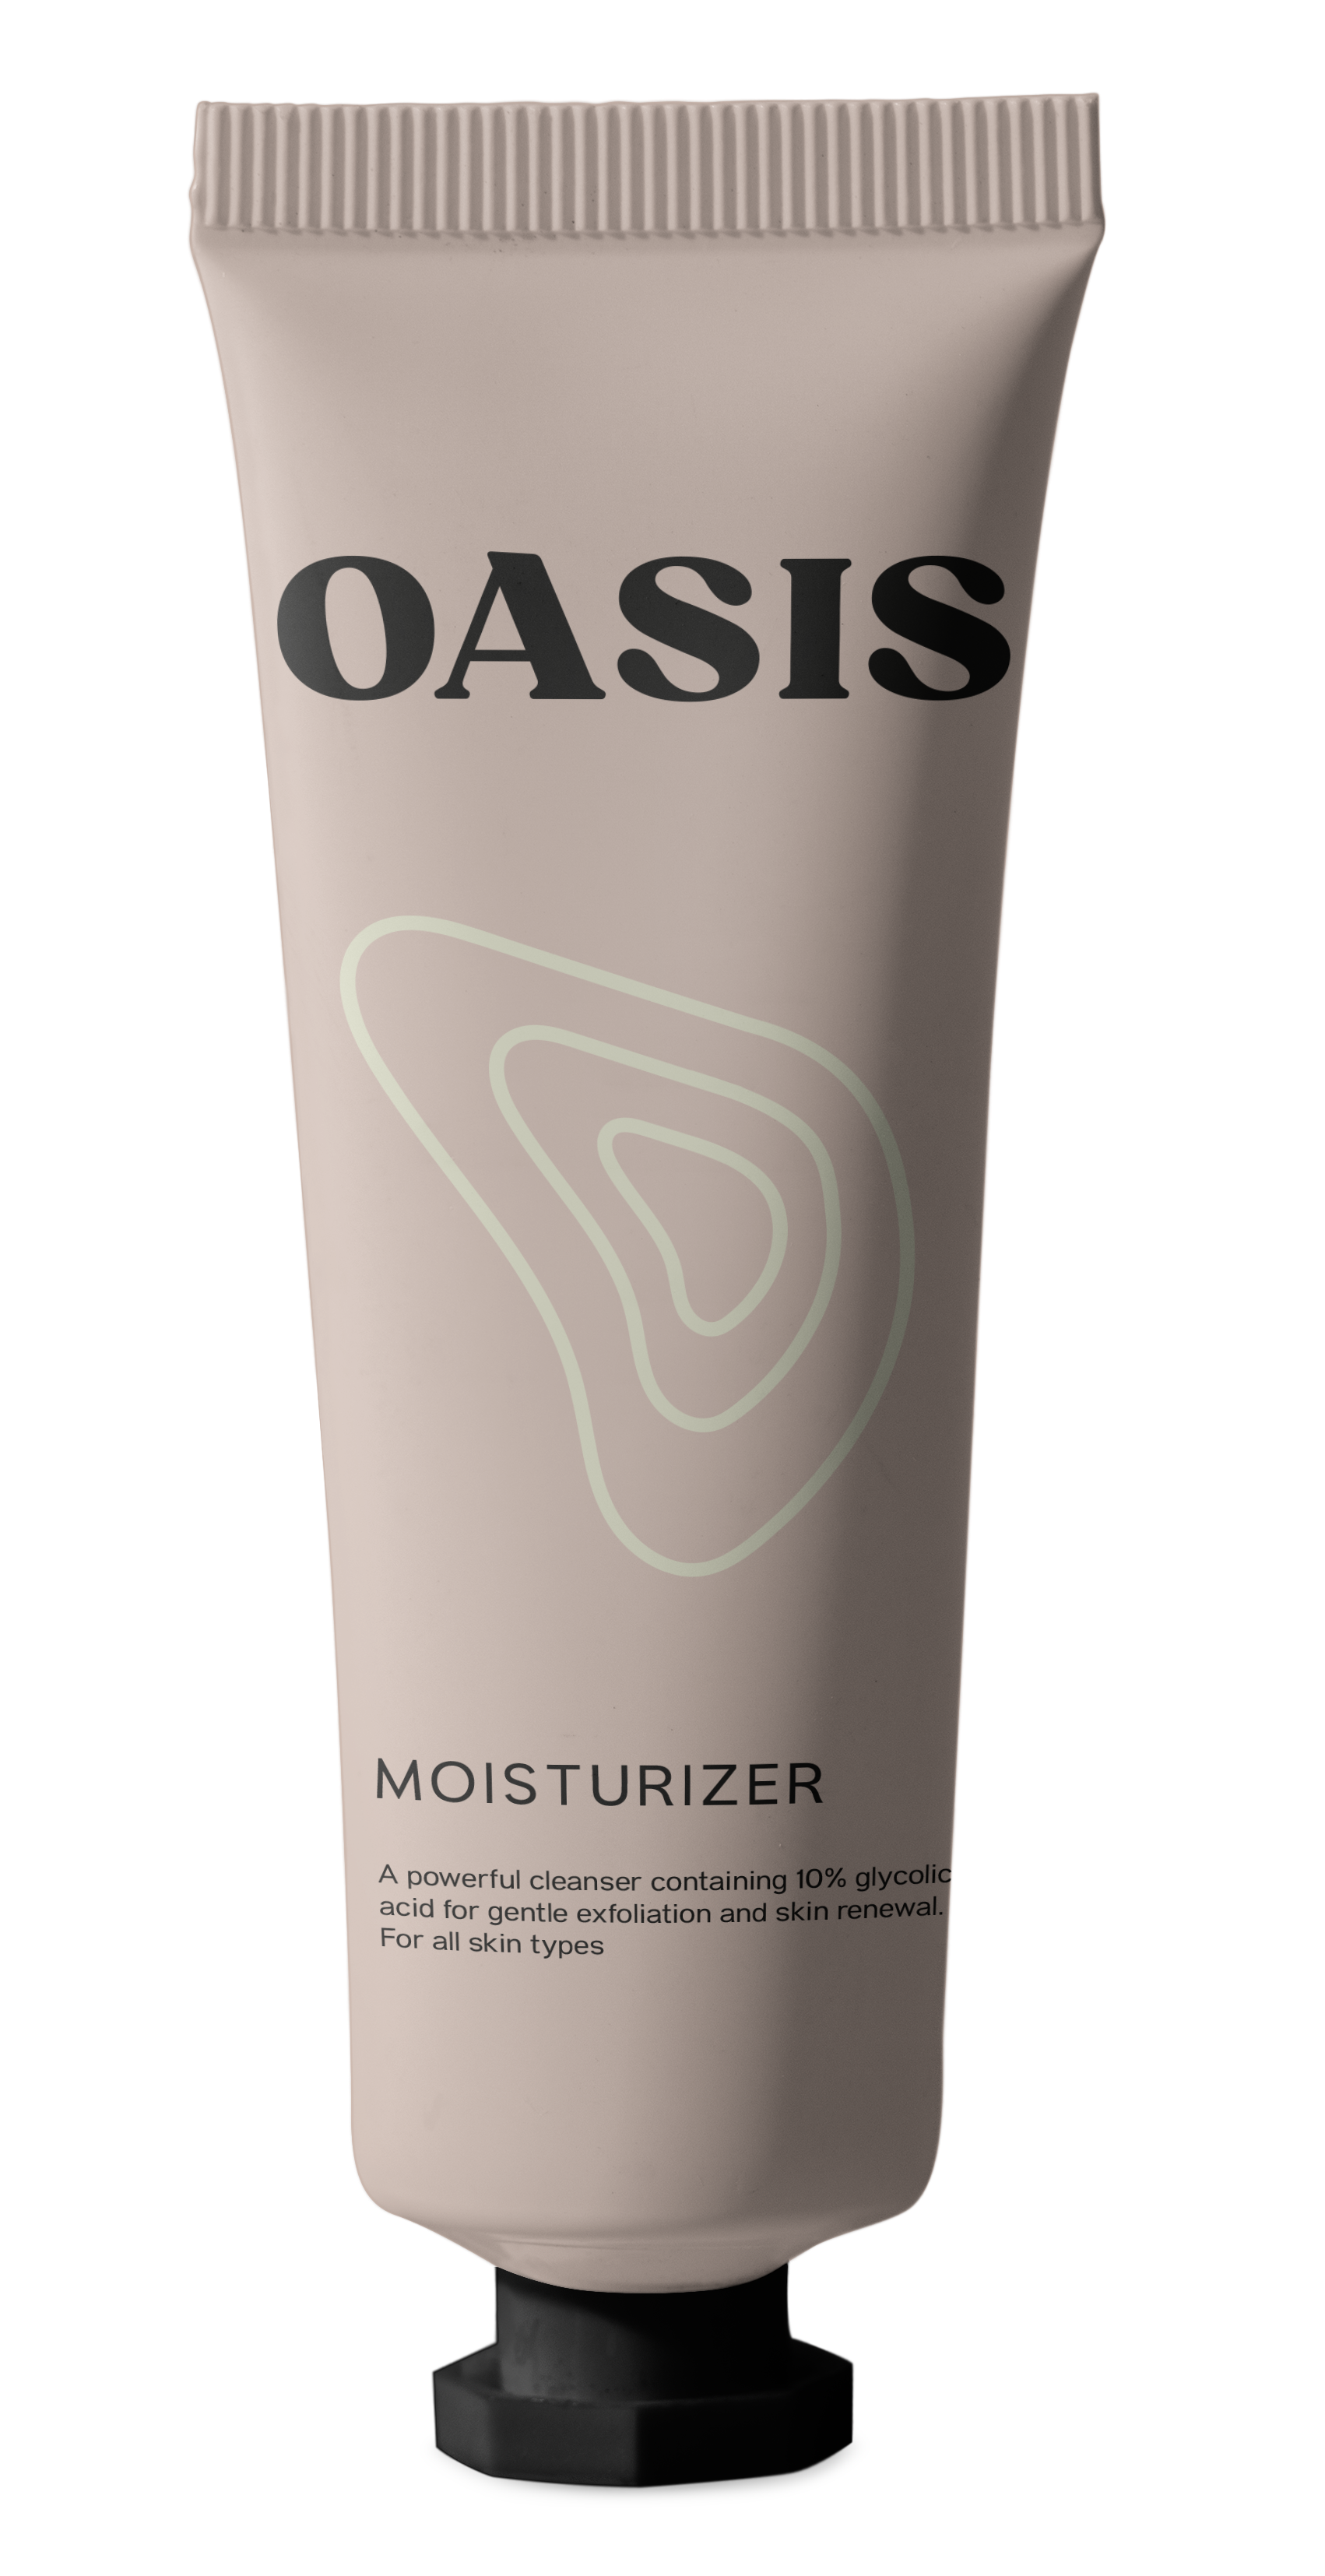 OASIS
MOISTURIZER
A powerful cleanser containing 10% glycolic
acid for gentle exfoliation and skin renewal.
For all skin types